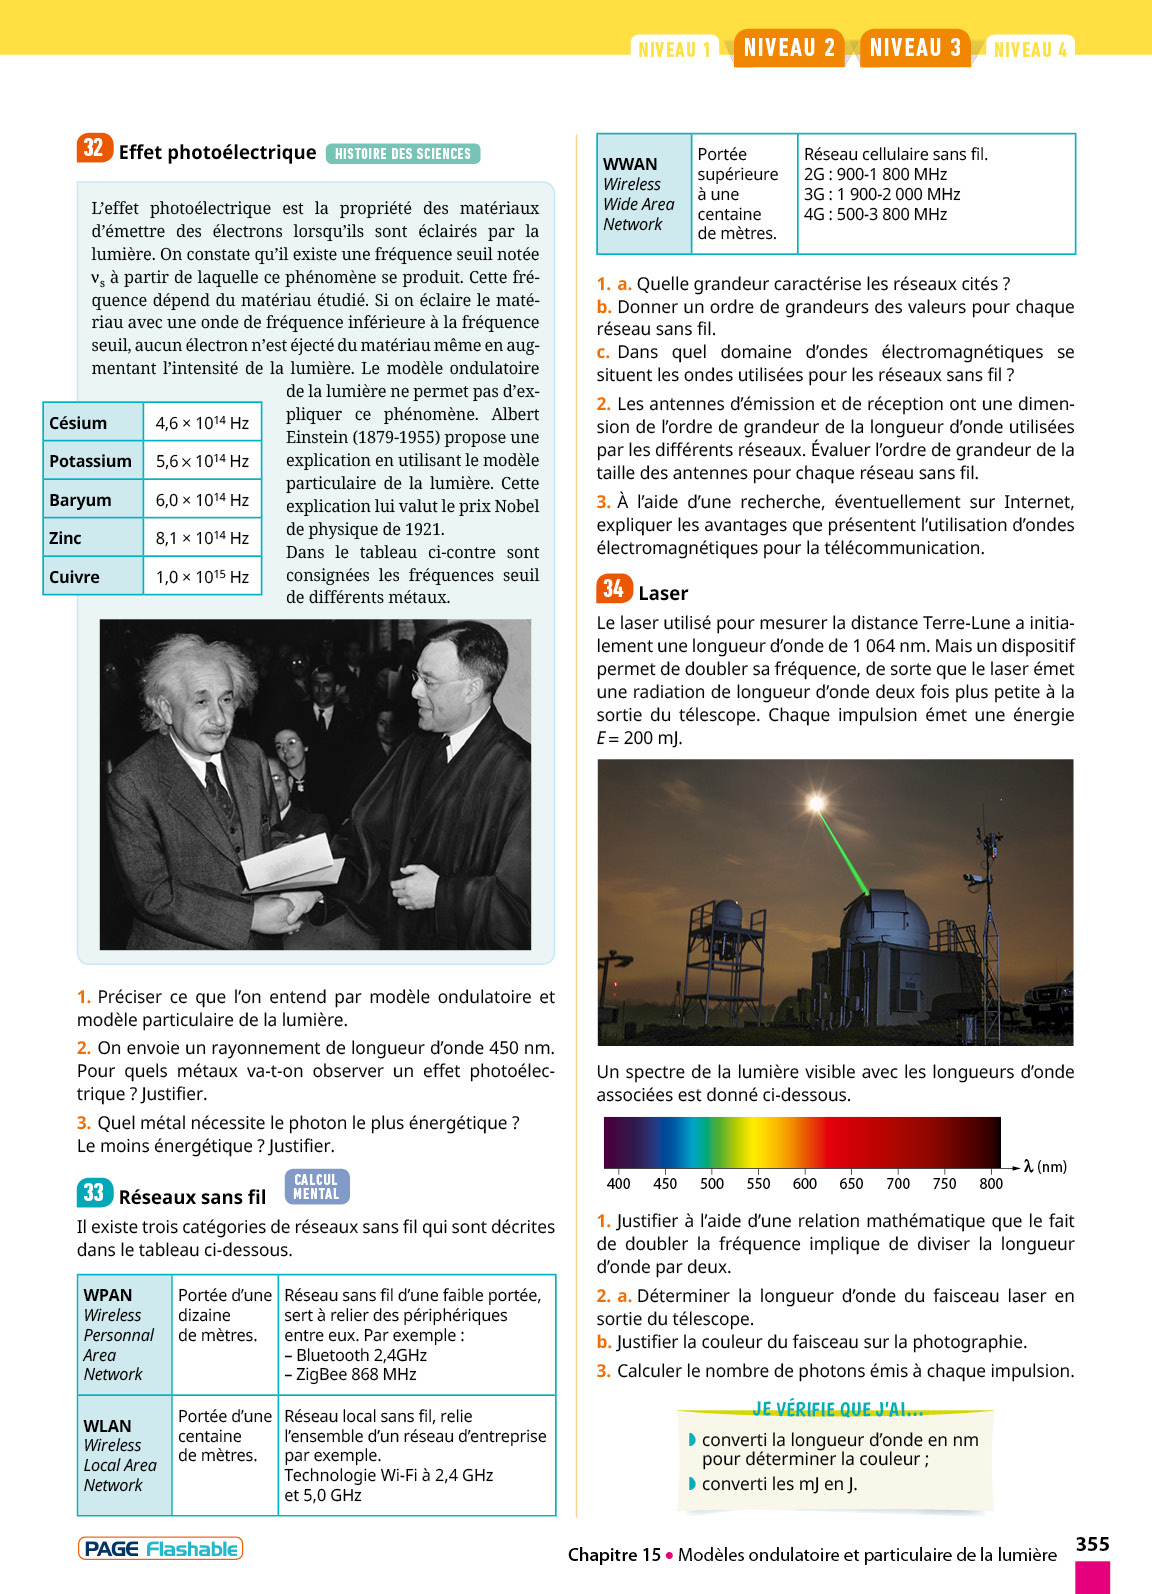 NIVEAU 1 NIVEAU 2 NIVEAU 3 NIVEAU 4
32 Effet photoélectrique HISTOIRE DES SCIENCES
L'effet photoélectrique est la propriété des matériaux
d'émettre des électrons lorsqu'ils sont éclairés par la
lumière. On constate qu'il existe une fréquence seuil notée
νs à partir de laquelle ce phénomène se produit. Cette fré-
quence dépend du matériau étudié. Si on éclaire le maté-
riau avec une onde de fréquence inférieure à la fréquence
seuil, aucun électron n'est éjecté du matériau même en aug-
mentant l'intensité de la lumière. Le modèle ondulatoire
de la lumière ne permet pas d'ex-
pliquer ce phénomène. Albert
Einstein (1879-1955) propose une
explication en utilisant le modèle
particulaire de la lumière. Cette
explication lui valut le prix Nobel
de physique de 1921.
Dans le tableau ci-contre sont
consignées les fréquences seuil
de différents métaux.
Césium 4,6 × 10¹⁴ Hz
Potassium 5,6 × 10¹⁴ Hz
Baryum 6,0 × 10¹⁴ Hz
Zinc 8,1 × 10¹⁴ Hz
Cuivre 1,0 × 10¹⁵ Hz
1. Préciser ce que l'on entend par modèle ondulatoire et
modèle particulaire de la lumière.
2. On envoie un rayonnement de longueur d'onde 450 nm.
Pour quels métaux va-t-on observer un effet photoélec-
trique ? Justifier.
3. Quel métal nécessite le photon le plus énergétique ?
Le moins énergétique ? Justifier.
33 Réseaux sans fil CALCUL
MENTAL
Il existe trois catégories de réseaux sans fil qui sont décrites
dans le tableau ci-dessous.
WPAN
Wireless
Personnal
Area
Network
Portée d'une
dizaine
de mètres.
Réseau sans fil d'une faible portée,
sert à relier des périphériques
entre eux. Par exemple :
– Bluetooth 2,4GHz
– ZigBee 868 MHz
WLAN
Wireless
Local Area
Network
Portée d'une
centaine
de mètres.
Réseau local sans fil, relie
l'ensemble d'un réseau d'entreprise
par exemple.
Technologie Wi-Fi à 2,4 GHz
et 5,0 GHz
WWAN
Wireless
Wide Area
Network
Portée
supérieure
à une
centaine
de mètres.
Réseau cellulaire sans fil.
2G : 900-1 800 MHz
3G : 1 900-2 000 MHz
4G : 500-3 800 MHz
1. a. Quelle grandeur caractérise les réseaux cités ?
b. Donner un ordre de grandeurs des valeurs pour chaque
réseau sans fil.
c. Dans quel domaine d'ondes électromagnétiques se
situent les ondes utilisées pour les réseaux sans fil ?
2. Les antennes d'émission et de réception ont une dimen-
sion de l'ordre de grandeur de la longueur d'onde utilisées
par les différents réseaux. Évaluer l'ordre de grandeur de la
taille des antennes pour chaque réseau sans fil.
3. À l'aide d'une recherche, éventuellement sur Internet,
expliquer les avantages que présentent l'utilisation d'ondes
électromagnétiques pour la télécommunication.
34 Laser
Le laser utilisé pour mesurer la distance Terre-Lune a initia-
lement une longueur d'onde de 1 064 nm. Mais un dispositif
permet de doubler sa fréquence, de sorte que le laser émet
une radiation de longueur d'onde deux fois plus petite à la
sortie du télescope. Chaque impulsion émet une énergie
E = 200 mJ.
Un spectre de la lumière visible avec les longueurs d'onde
associées est donné ci-dessous.
400 450 500 550 600 650 700 750 800 λ (nm)
1. Justifier à l'aide d'une relation mathématique que le fait
de doubler la fréquence implique de diviser la longueur
d'onde par deux.
2. a. Déterminer la longueur d'onde du faisceau laser en
sortie du télescope.
b. Justifier la couleur du faisceau sur la photographie.
3. Calculer le nombre de photons émis à chaque impulsion.
JE VÉRIFIE QUE J'AI...
converti la longueur d'onde en nm
pour déterminer la couleur ;
converti les mJ en J.
PAGE Flashable
Chapitre 15 • Modèles ondulatoire et particulaire de la lumière 355